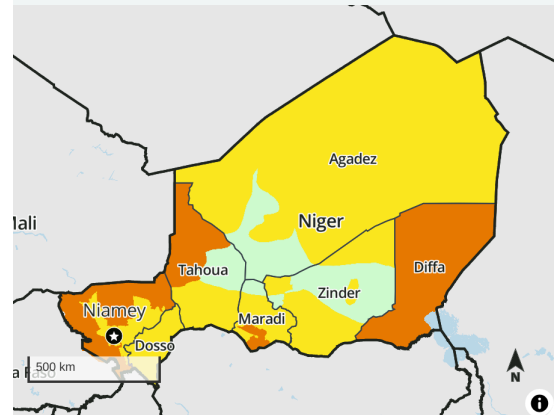 Agadez
Niger
Mali
Tahoua
Diffa
Zinder
Niamey
Maradi
Dosso
500 km
N